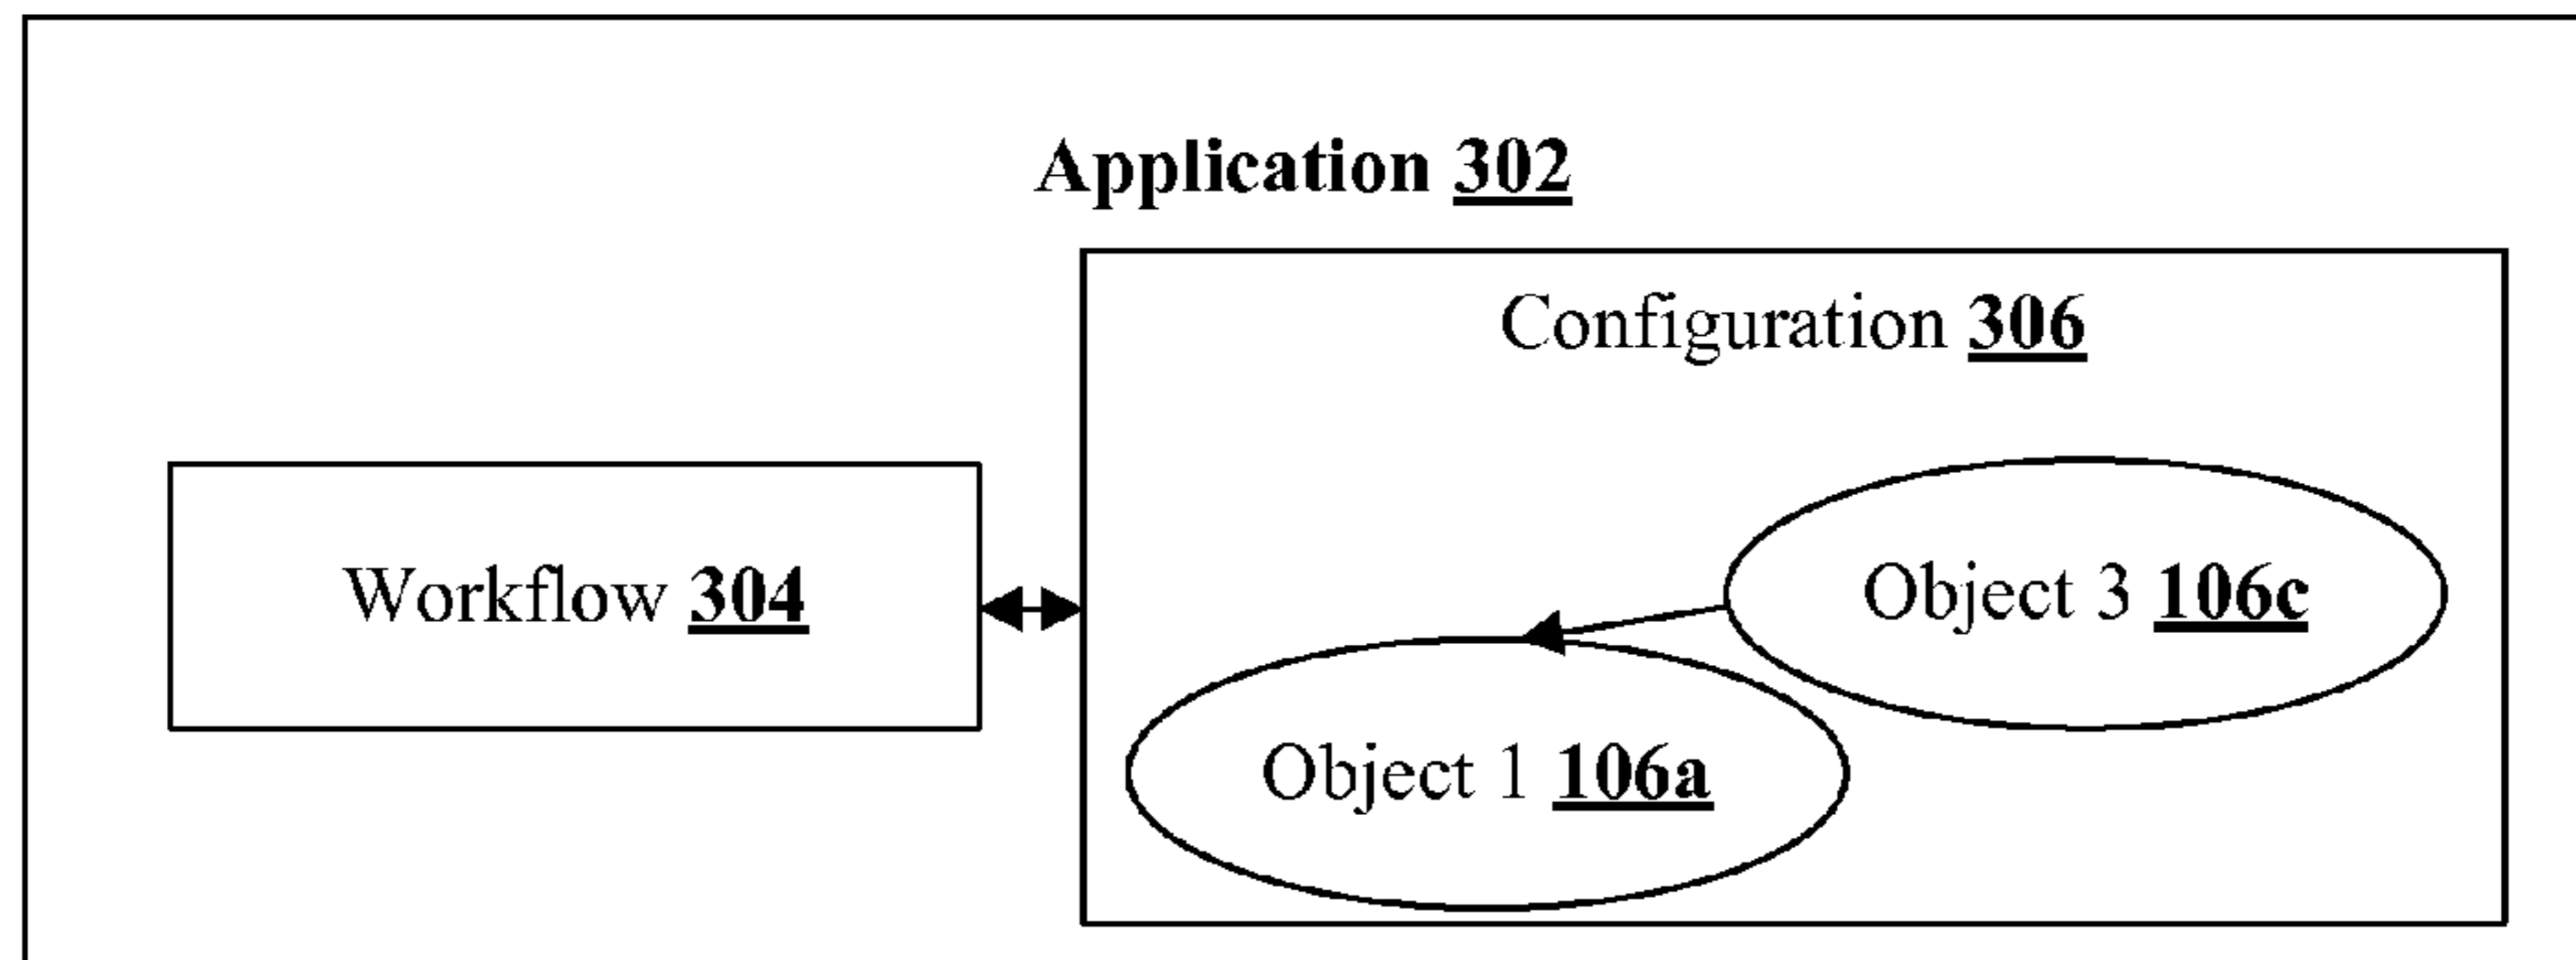 Application 302
Configuration 306
Workflow 304
Object 3 106c
Object 1 106a